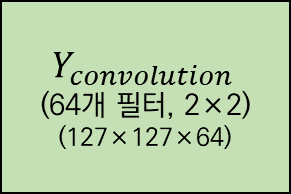 Y_convolution
(64개 필터, 2×2)
(127×127×64)